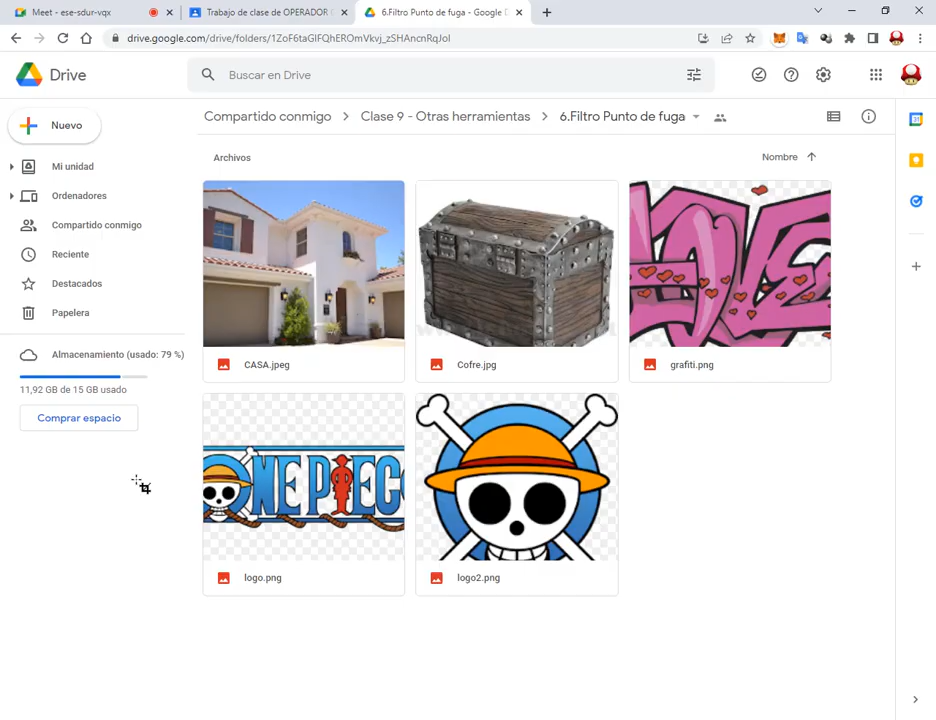 Meet - ese-sdur-vqx
Trabajo de clase de OPERADOR
6.Filtro Punto de fuga - Google D
drive.google.com/drive/folders/1ZoF6taGlFQhEROmVkvj_zSHAncnRqJol
Drive
Buscar en Drive
Nuevo
Compartido conmigo
Clase 9 - Otras herramientas
6.Filtro Punto de fuga
Archivos
Nombre
Mi unidad
Ordenadores
Compartido conmigo
Reciente
Destacados
Papelera
Almacenamiento (usado: 79 %)
11,92 GB de 15 GB usado
Comprar espacio
CASA.jpeg
Cofre.jpg
grafiti.png
ONE PIEC
logo.png
logo2.png